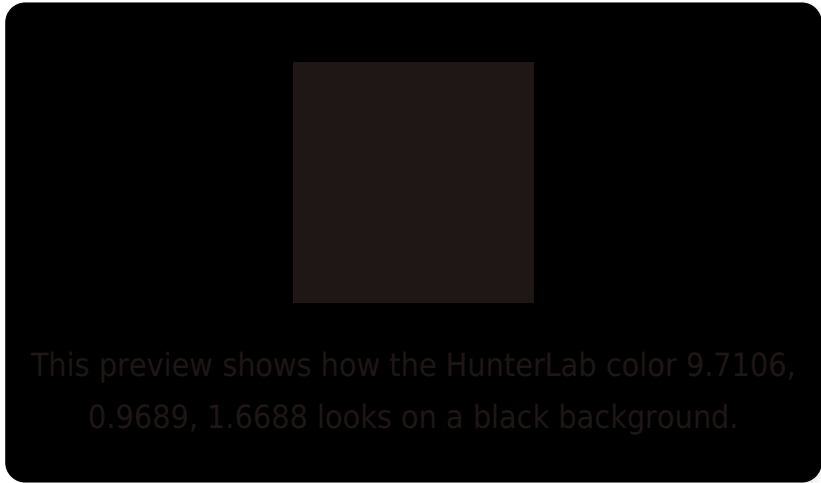 This preview shows how the HunterLab color 9.7106,
0.9689, 1.6688 looks on a black background.